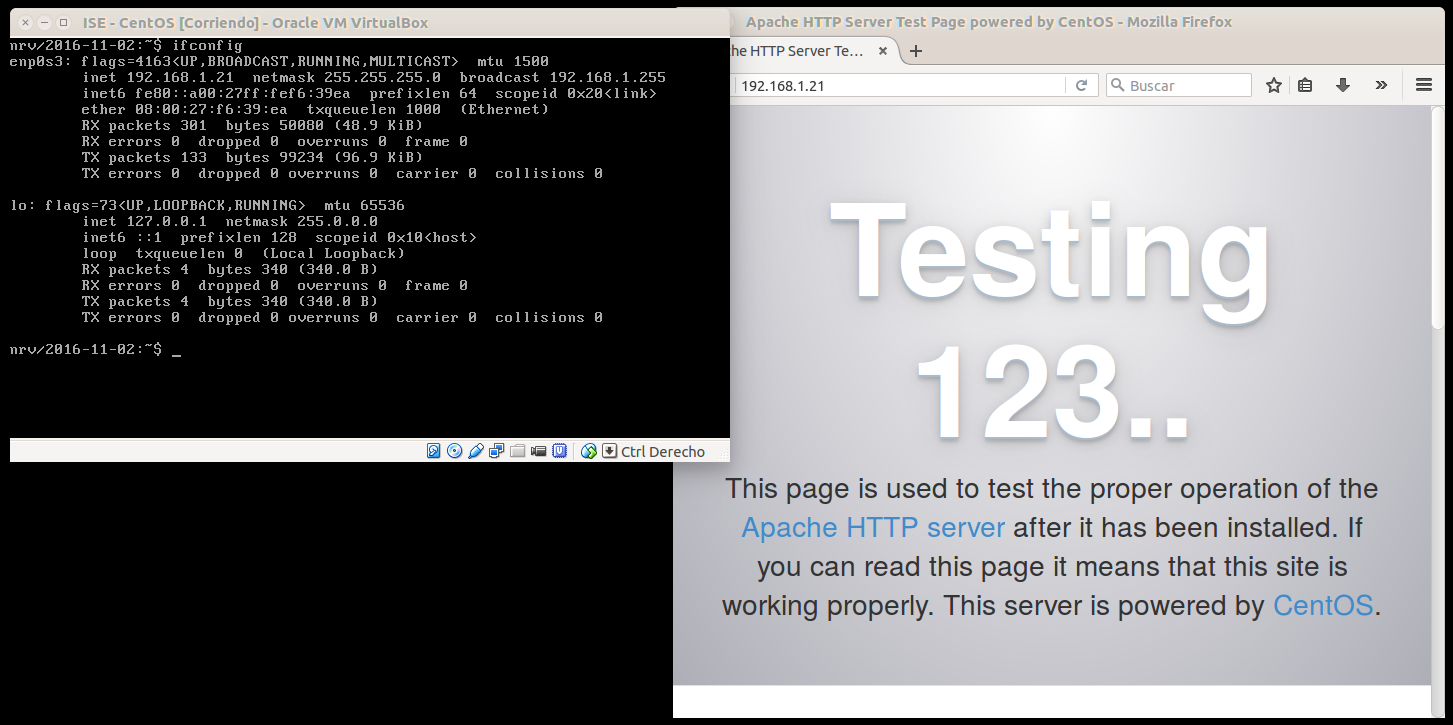 ISE - CentOS [Corriendo] - Oracle VM VirtualBox
nrv/2016-11-02:~$ ifconfig
enp0s3: flags=4163<UP,BROADCAST,RUNNING,MULTICAST>  mtu 1500
        inet 192.168.1.21  netmask 255.255.255.0  broadcast 192.168.1.255
        inet6 fe80::a00:27ff:fef6:39ea  prefixlen 64  scopeid 0x20<link>
        ether 08:00:27:f6:39:ea  txqueuelen 1000  (Ethernet)
        RX packets 301  bytes 50080 (48.9 KiB)
        RX errors 0  dropped 0  overruns 0  frame 0
        TX packets 133  bytes 99234 (96.9 KiB)
        TX errors 0  dropped 0 overruns 0  carrier 0  collisions 0
lo: flags=73<UP,LOOPBACK,RUNNING>  mtu 65536
        inet 127.0.0.1  netmask 255.0.0.0
        inet6 ::1  prefixlen 128  scopeid 0x10<host>
        loop  txqueuelen 0  (Local Loopback)
        RX packets 4  bytes 340 (340.0 B)
        RX errors 0  dropped 0  overruns 0  frame 0
        TX packets 4  bytes 340 (340.0 B)
        TX errors 0  dropped 0 overruns 0  carrier 0  collisions 0
nrv/2016-11-02:~$ _
Ctrl Derecho
Apache HTTP Server Test Page powered by CentOS - Mozilla Firefox
he HTTP Server Te...
192.168.1.21
Buscar
Testing
123..
This page is used to test the proper operation of the
Apache HTTP server after it has been installed. If
you can read this page it means that this site is
working properly. This server is powered by CentOS.